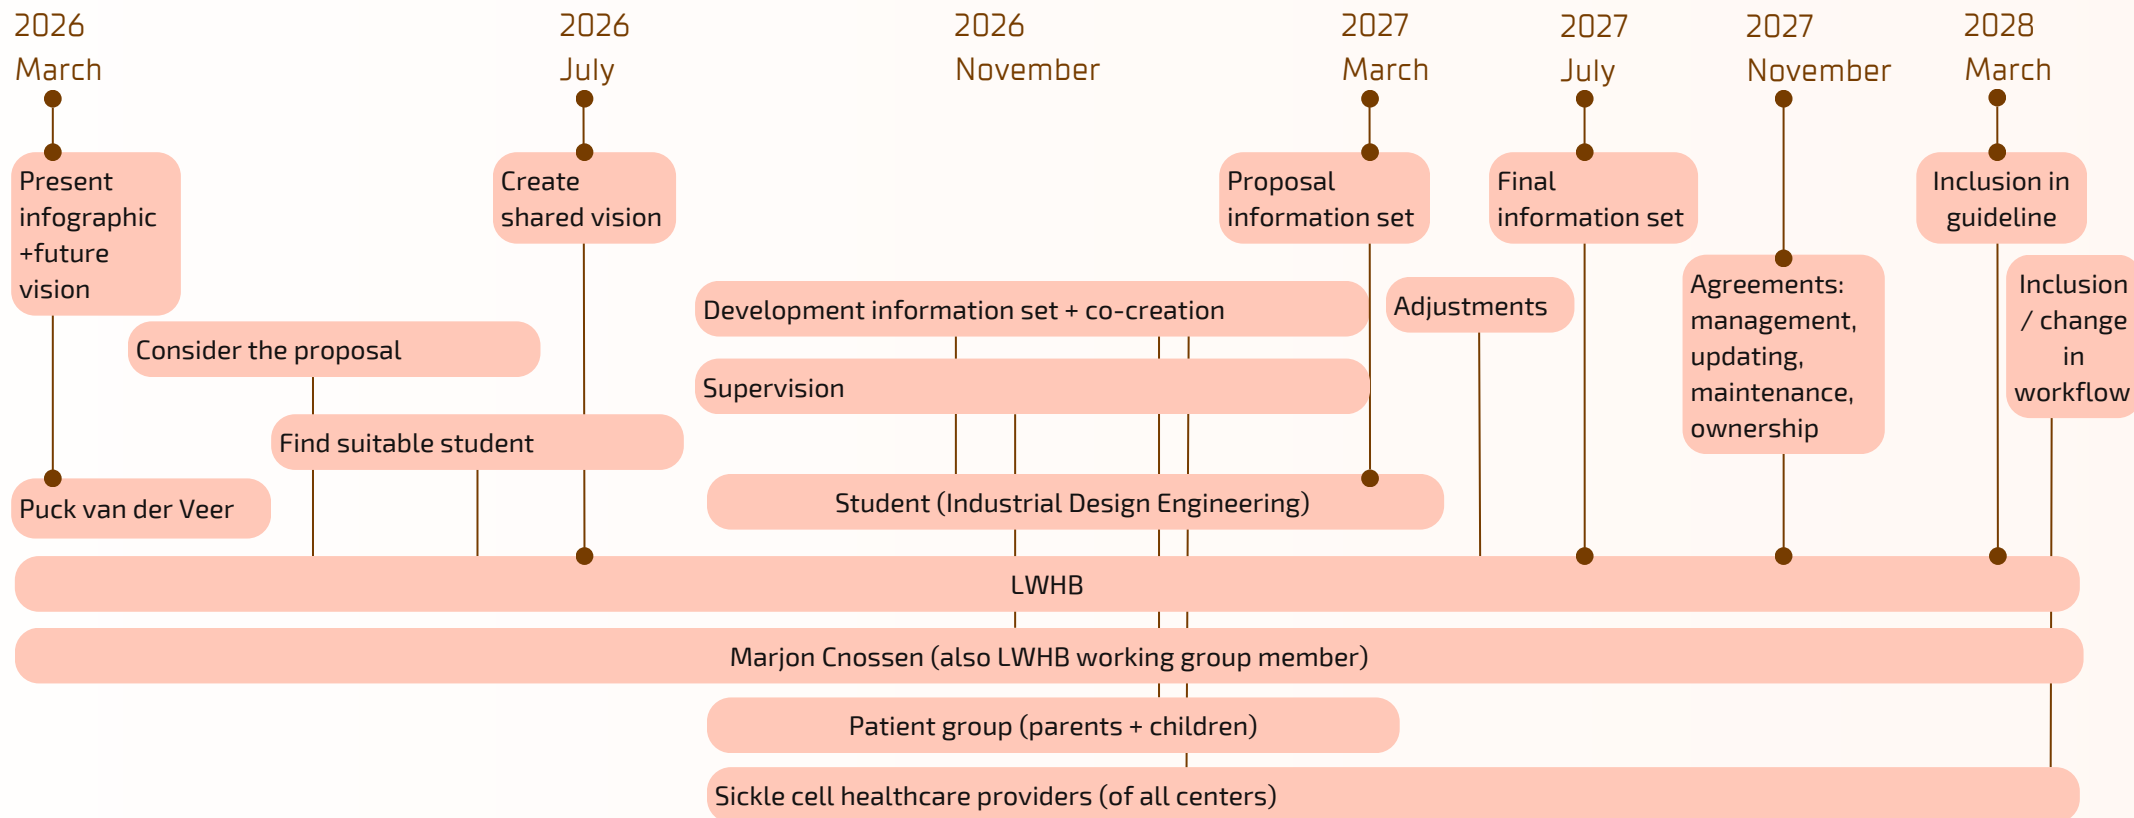 2026
March
2026
July
2026
November
2027
March
2027
July
2027
November
2028
March
Present
infographic
+future
vision
Create
shared vision
Proposal
information set
Final
information set
Inclusion in
guideline
Agreements:
management,
updating,
maintenance,
ownership
Inclusion
/ change
in
workflow
Development information set + co-creation
Adjustments
Consider the proposal
Supervision
Find suitable student
Puck van der Veer
Student (Industrial Design Engineering)
LWHB
Marjon Cnossen (also LWHB working group member)
Patient group (parents + children)
Sickle cell healthcare providers (of all centers)